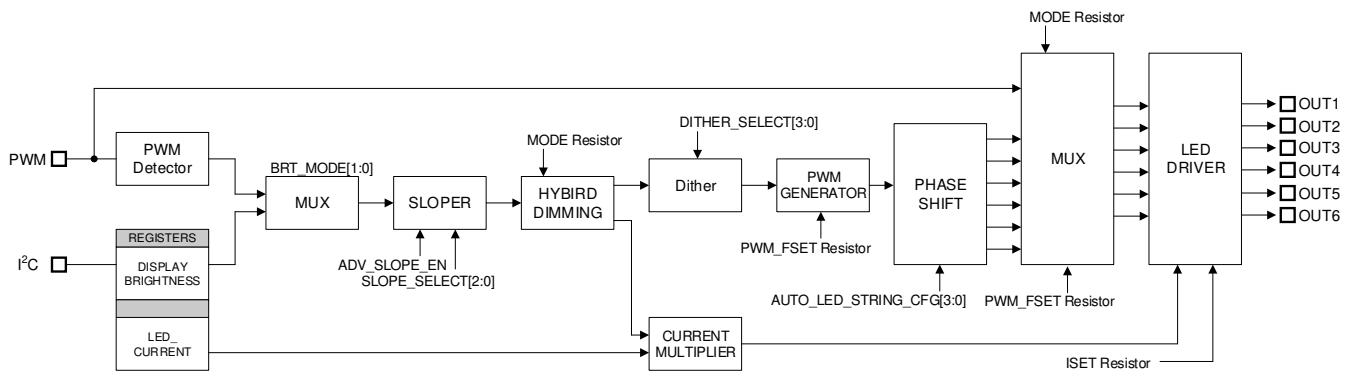 MODE Resistor
OUT1
OUT2
OUT3
OUT4
OUT5
OUT6
DITHER_SELECT[3:0]
MODE Resistor
PWM
PWM
Detector
BRT_MODE[1:0]
MUX
SLOPER
HYBIRD
DIMMING
Dither
PWM
GENERATOR
PHASE
SHIFT
MUX
LED
DRIVER
REGISTERS
I²C
DISPLAY
BRIGHTNESS
ADV_SLOPE_EN
SLOPE_SELECT[2:0]
PWM_FSET Resistor
AUTO_LED_STRING_CFG[3:0]
PWM_FSET Resistor
LED_
CURRENT
CURRENT
MULTIPLIER
ISET Resistor